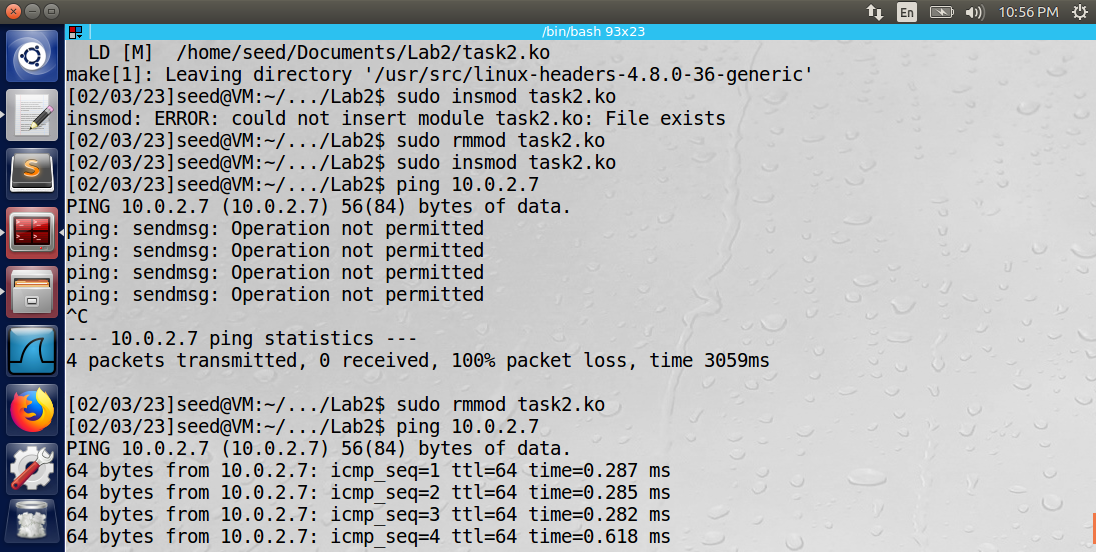 En
10:56 PM
/bin/bash 93x23
LD [M]  /home/seed/Documents/Lab2/task2.ko
make[1]: Leaving directory '/usr/src/linux-headers-4.8.0-36-generic'
[02/03/23]seed@VM:~/.../Lab2$ sudo insmod task2.ko
insmod: ERROR: could not insert module task2.ko: File exists
[02/03/23]seed@VM:~/.../Lab2$ sudo rmmod task2.ko
[02/03/23]seed@VM:~/.../Lab2$ sudo insmod task2.ko
[02/03/23]seed@VM:~/.../Lab2$ ping 10.0.2.7
PING 10.0.2.7 (10.0.2.7) 56(84) bytes of data.
ping: sendmsg: Operation not permitted
ping: sendmsg: Operation not permitted
ping: sendmsg: Operation not permitted
ping: sendmsg: Operation not permitted
^C
--- 10.0.2.7 ping statistics ---
4 packets transmitted, 0 received, 100% packet loss, time 3059ms
[02/03/23]seed@VM:~/.../Lab2$ sudo rmmod task2.ko
[02/03/23]seed@VM:~/.../Lab2$ ping 10.0.2.7
PING 10.0.2.7 (10.0.2.7) 56(84) bytes of data.
64 bytes from 10.0.2.7: icmp_seq=1 ttl=64 time=0.287 ms
64 bytes from 10.0.2.7: icmp_seq=2 ttl=64 time=0.285 ms
64 bytes from 10.0.2.7: icmp_seq=3 ttl=64 time=0.282 ms
64 bytes from 10.0.2.7: icmp_seq=4 ttl=64 time=0.618 ms